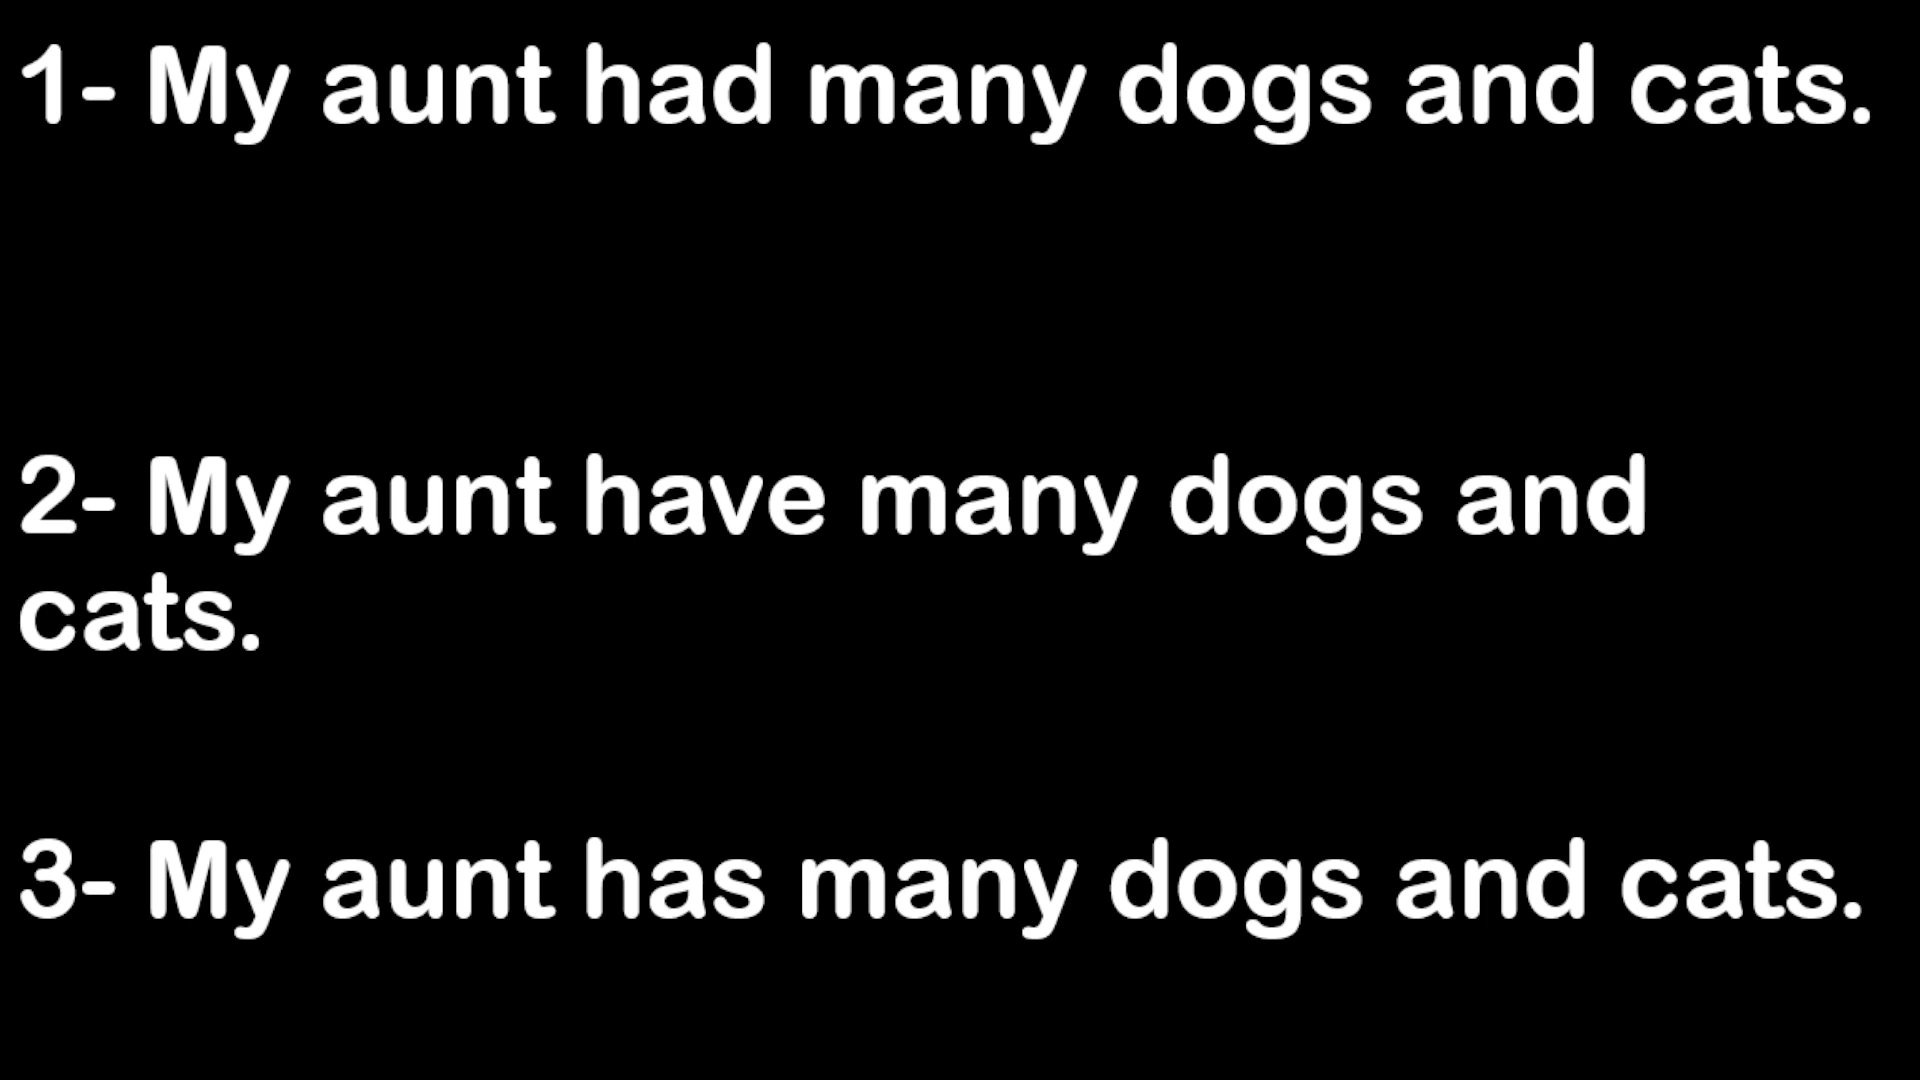 1- My aunt had many dogs and cats.
2- My aunt have many dogs and
cats.
3- My aunt has many dogs and cats.